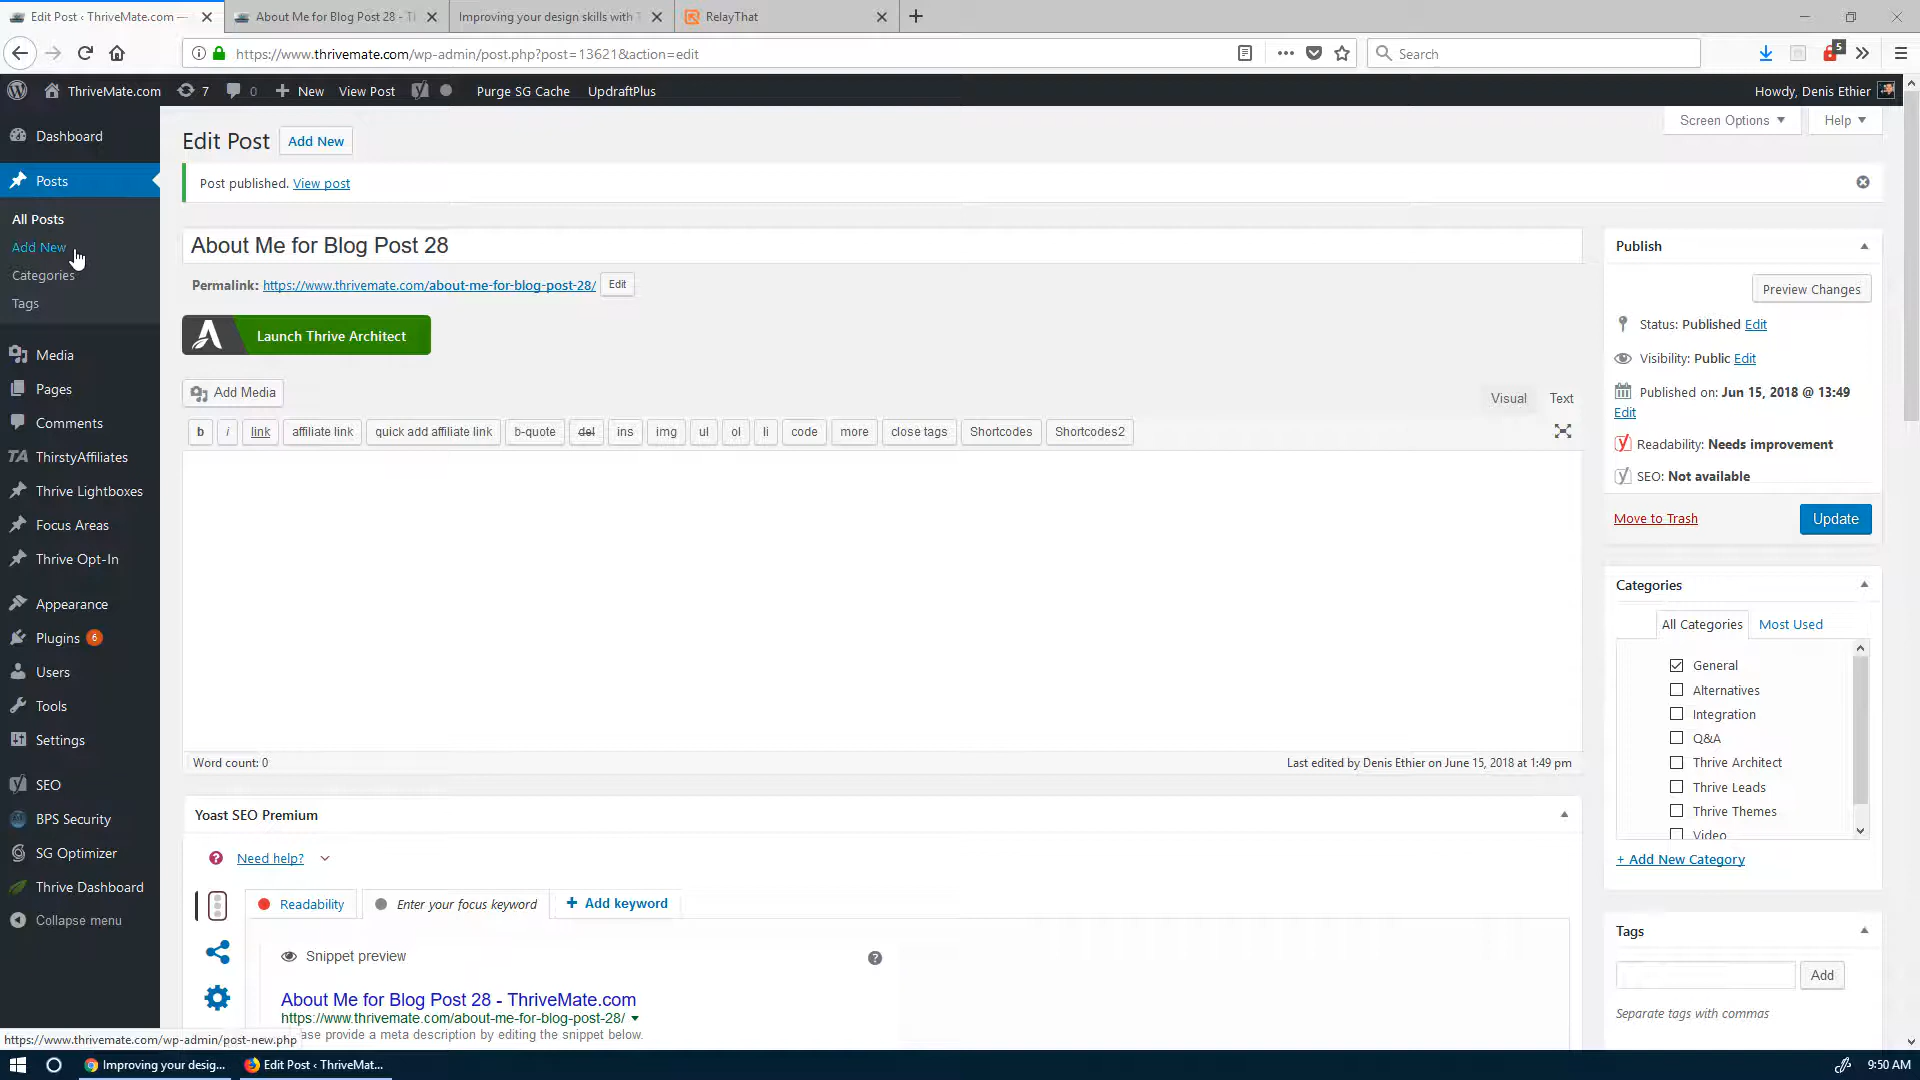 Edit Post ‹ ThriveMate.com —
About Me for Blog Post 28 - Th
Improving your design skills with T
RelayThat
https://www.thrivemate.com/wp-admin/post.php?post=13621&action=edit
Search
5
ThriveMate.com
7
0
New
View Post
Purge SG Cache
UpdraftPlus
Howdy, Denis Ethier
Screen Options
Help
Dashboard
Posts
All Posts
Add New
Categories
Tags
Media
Pages
Comments
TA ThirstyAffiliates
Thrive Lightboxes
Focus Areas
Thrive Opt-In
Appearance
Plugins 6
Users
Tools
Settings
SEO
BPS Security
SG Optimizer
Thrive Dashboard
Collapse menu
Edit Post
Add New
Post published. View post
About Me for Blog Post 28
Permalink: https://www.thrivemate.com/about-me-for-blog-post-28/ Edit
Launch Thrive Architect
Add Media
Visual
Text
b
i
link
affiliate link
quick add affiliate link
b-quote
del
ins
img
ul
ol
li
code
more
close tags
Shortcodes
Shortcodes2
Word count: 0
Last edited by Denis Ethier on June 15, 2018 at 1:49 pm
Yoast SEO Premium
Need help?
Readability
Enter your focus keyword
+ Add keyword
Snippet preview
About Me for Blog Post 28 - ThriveMate.com
https://www.thrivemate.com/about-me-for-blog-post-28/
ase provide a meta description by editing the snippet below.
Publish
Preview Changes
Status: Published Edit
Visibility: Public Edit
Published on: Jun 15, 2018 @ 13:49
Edit
Readability: Needs improvement
SEO: Not available
Move to Trash
Update
Categories
All Categories
Most Used
General
Alternatives
Integration
Q&A
Thrive Architect
Thrive Leads
Thrive Themes
Video
+ Add New Category
Tags
Add
Separate tags with commas
https://www.thrivemate.com/wp-admin/post-new.php
Improving your desig...
Edit Post ‹ ThriveMat...
9:50 AM